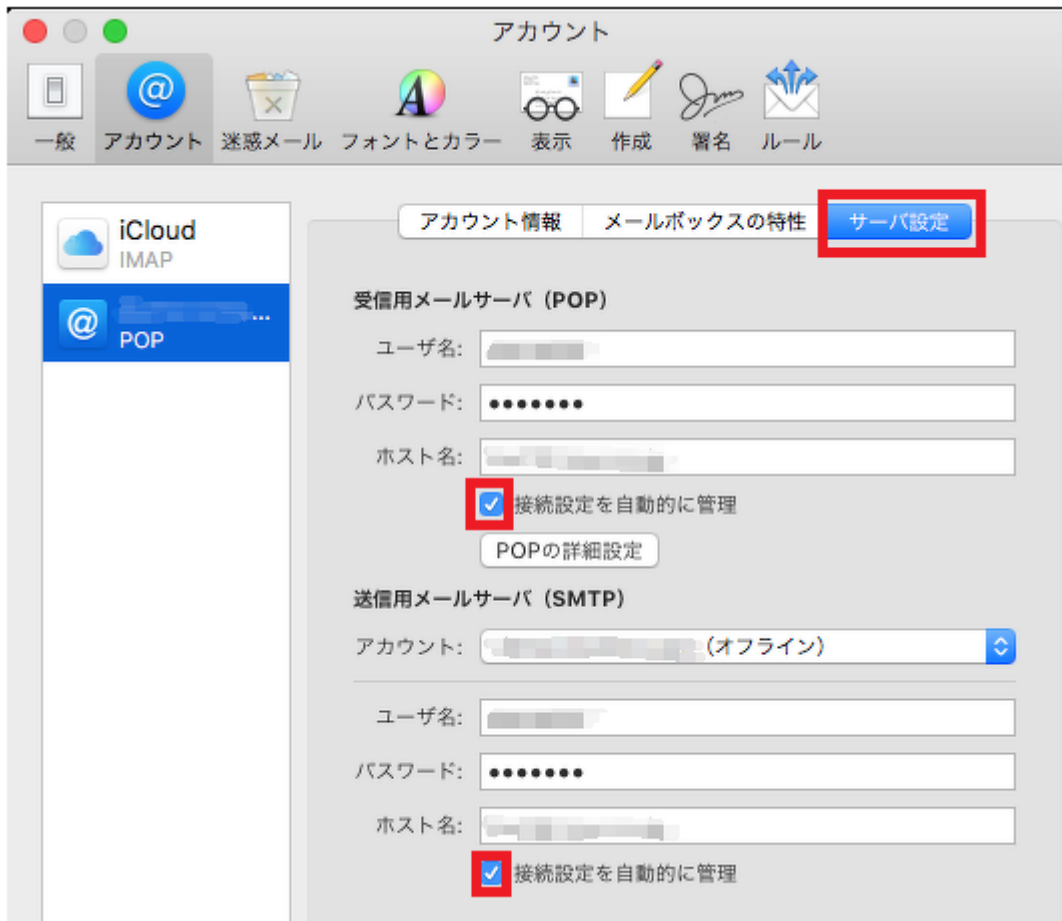 アカウント
一般 アカウント 迷惑メール フォントとカラー 表示 作成 署名 ルール
iCloud
IMAP
@ ...
POP
アカウント情報 メールボックスの特性 サーバ設定
受信用メールサーバ（POP）
ユーザ名:
パスワード: •••••••
ホスト名:
接続設定を自動的に管理
POPの詳細設定
送信用メールサーバ（SMTP）
アカウント: (オフライン)
ユーザ名:
パスワード: •••••••
ホスト名:
接続設定を自動的に管理